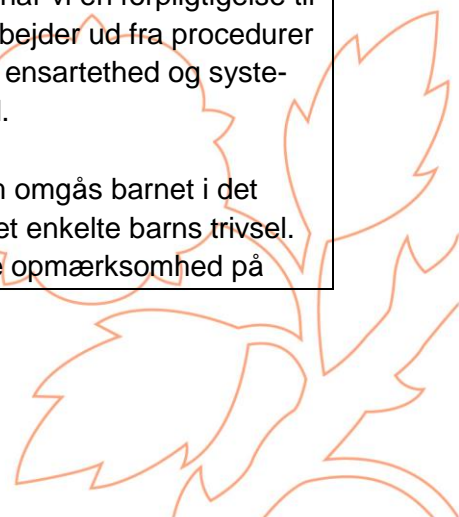 har vi en forpligtigelse til
bejder ud fra procedurer
ensartethed og syste-
omgås barnet i det
et enkelte barns trivsel.
opmærksomhed på